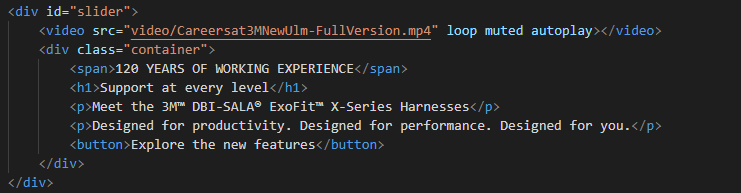 <div id="slider">
<video src="video/Careersat3MNewUlm-FullVersion.mp4" loop muted autoplay></video>
<div class="container">
<span>120 YEARS OF WORKING EXPERIENCE</span>
<h1>Support at every level</h1>
<p>Meet the 3M™ DBI-SALA® ExoFit™ X-Series Harnesses</p>
<p>Designed for productivity. Designed for performance. Designed for you.</p>
<button>Explore the new features</button>
</div>
</div>